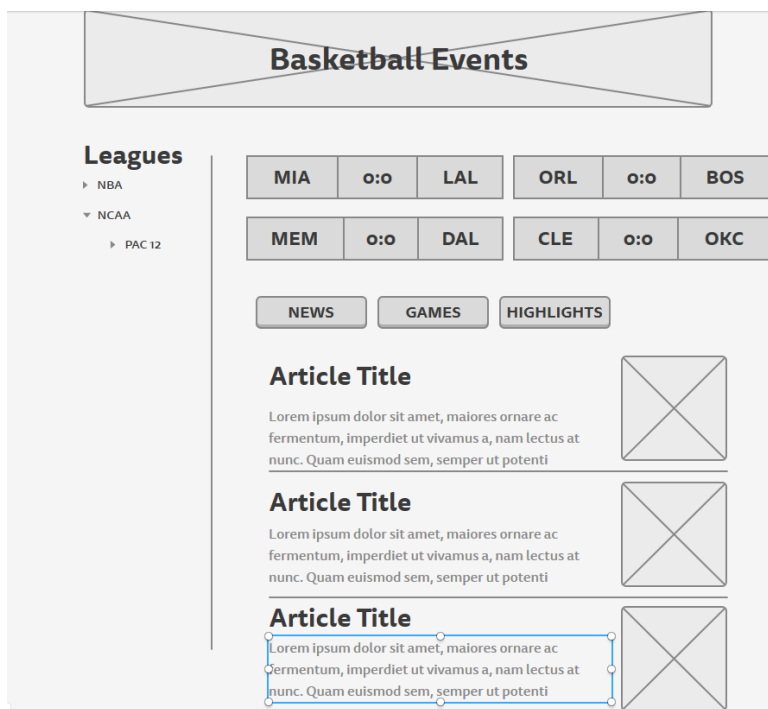 Basketball Events
Leagues
NBA
NCAA
PAC 12
MIA 0:0 LAL ORL 0:0 BOS
MEM 0:0 DAL CLE 0:0 OKC
NEWS GAMES HIGHLIGHTS
Article Title
Lorem ipsum dolor sit amet, maiores ornare ac
fermentum, imperdiet ut vivamus a, nam lectus at
nunc. Quam euismod sem, semper ut potenti
Article Title
Lorem ipsum dolor sit amet, maiores ornare ac
fermentum, imperdiet ut vivamus a, nam lectus at
nunc. Quam euismod sem, semper ut potenti
Article Title
Lorem ipsum dolor sit amet, maiores ornare ac
fermentum, imperdiet ut vivamus a, nam lectus at
nunc. Quam euismod sem, semper ut potenti